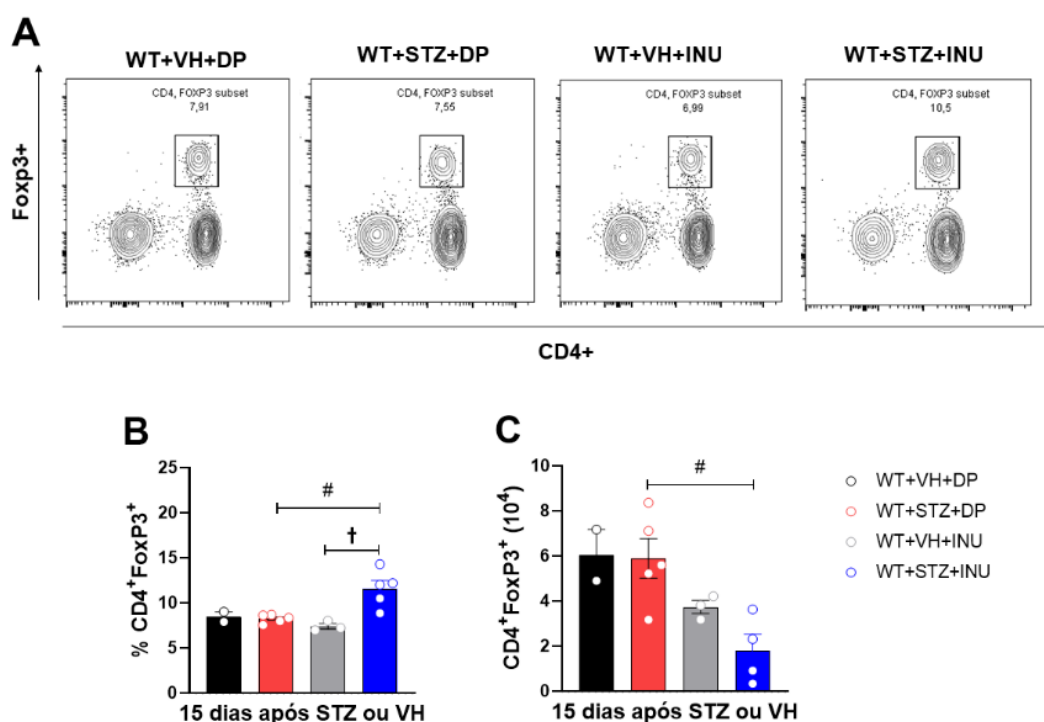 A
WT+VH+DP WT+STZ+DP WT+VH+INU WT+STZ+INU
CD4, FOXP3 subset CD4, FOXP3 subset CD4, FOXP3 subset CD4, FOXP3 subset
7,91 7,55 6,99 10,5
Foxp3+
CD4+
B
% CD4⁺FoxP3⁺
25
20
15
10
5
0
#
†
15 dias após STZ ou VH
C
CD4⁺FoxP3⁺ (10⁴)
10
8
6
4
2
0
#
15 dias após STZ ou VH
WT+VH+DP
WT+STZ+DP
WT+VH+INU
WT+STZ+INU